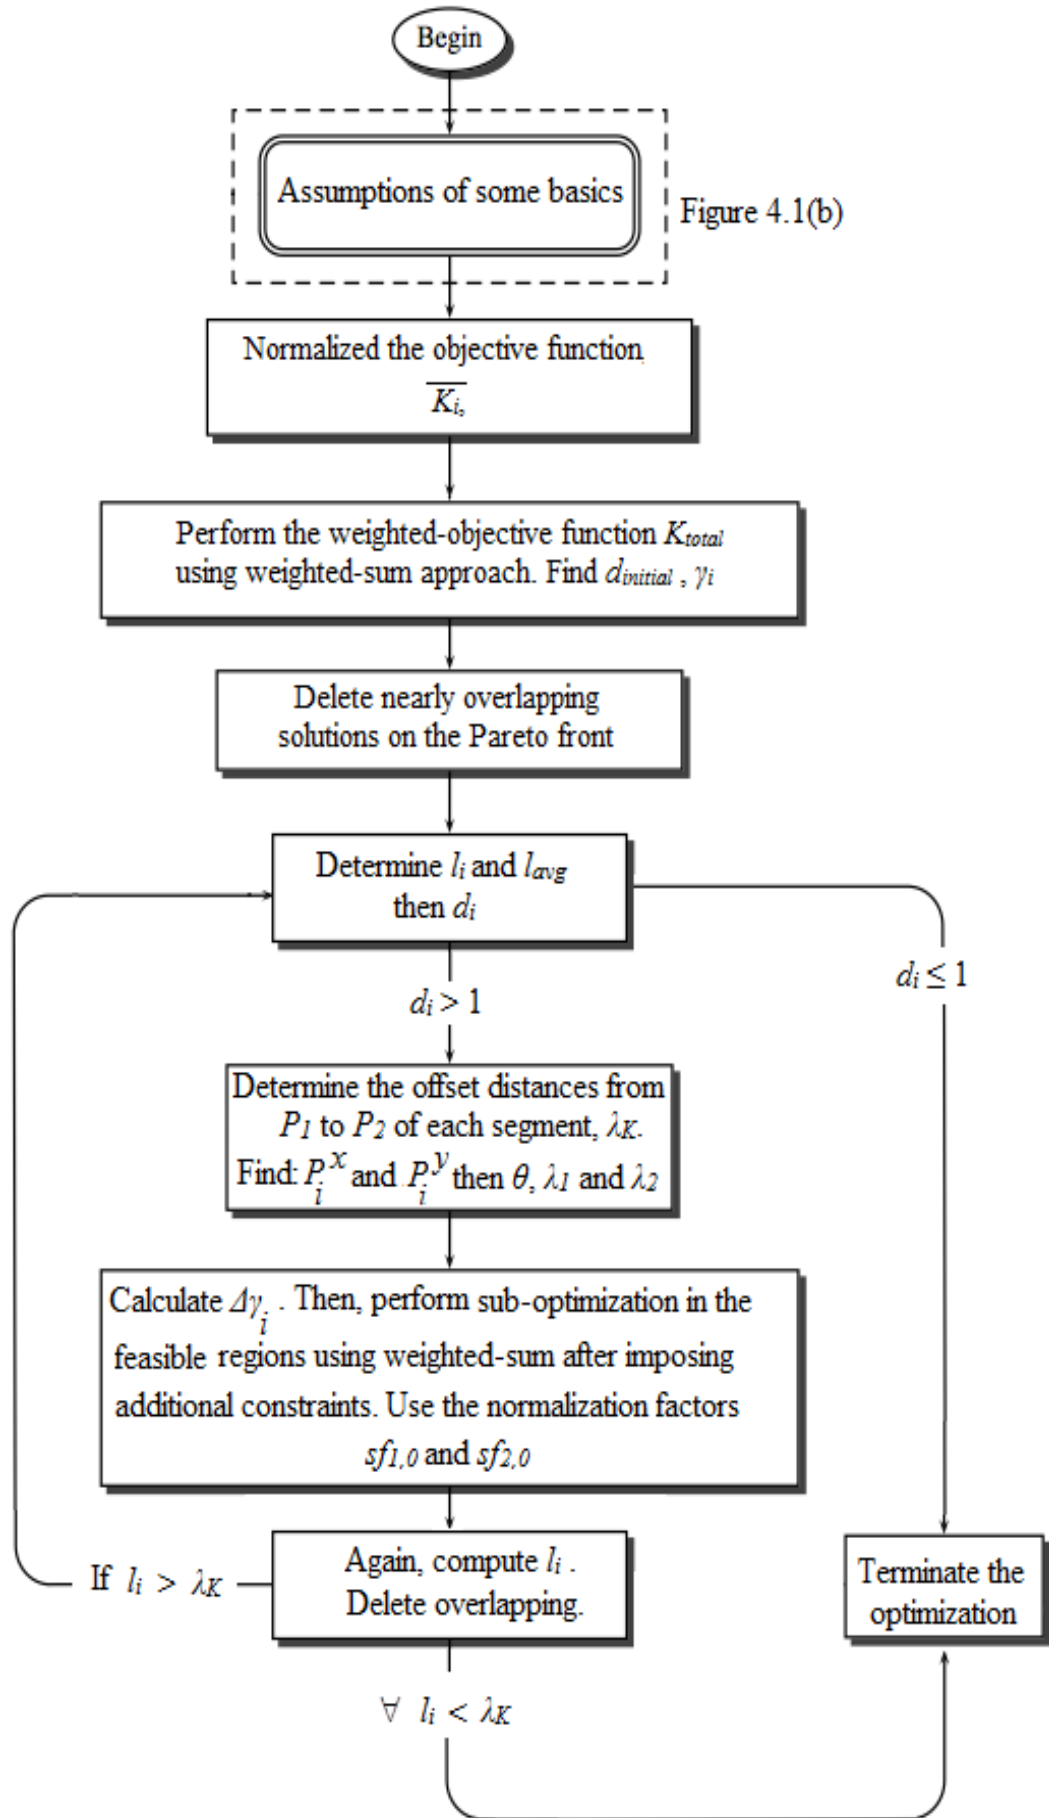 Begin
Assumptions of some basics
Figure 4.1(b)
Normalized the objective function,
K̅i,
Perform the weighted-objective function Ktotal
using weighted-sum approach. Find dinitial , γi
Delete nearly overlapping
solutions on the Pareto front
Determine li and lavg
then di
di ≤ 1
di > 1
Determine the offset distances from
P1 to P2 of each segment, λK.
Find: Pix and Piy then θ, λ1 and λ2
Calculate Δγi . Then, perform sub-optimization in the
feasible regions using weighted-sum after imposing
additional constraints. Use the normalization factors
sf1,0 and sf2,0
Again, compute li .
Delete overlapping.
If li > λK
Terminate the
optimization
∀ li < λK